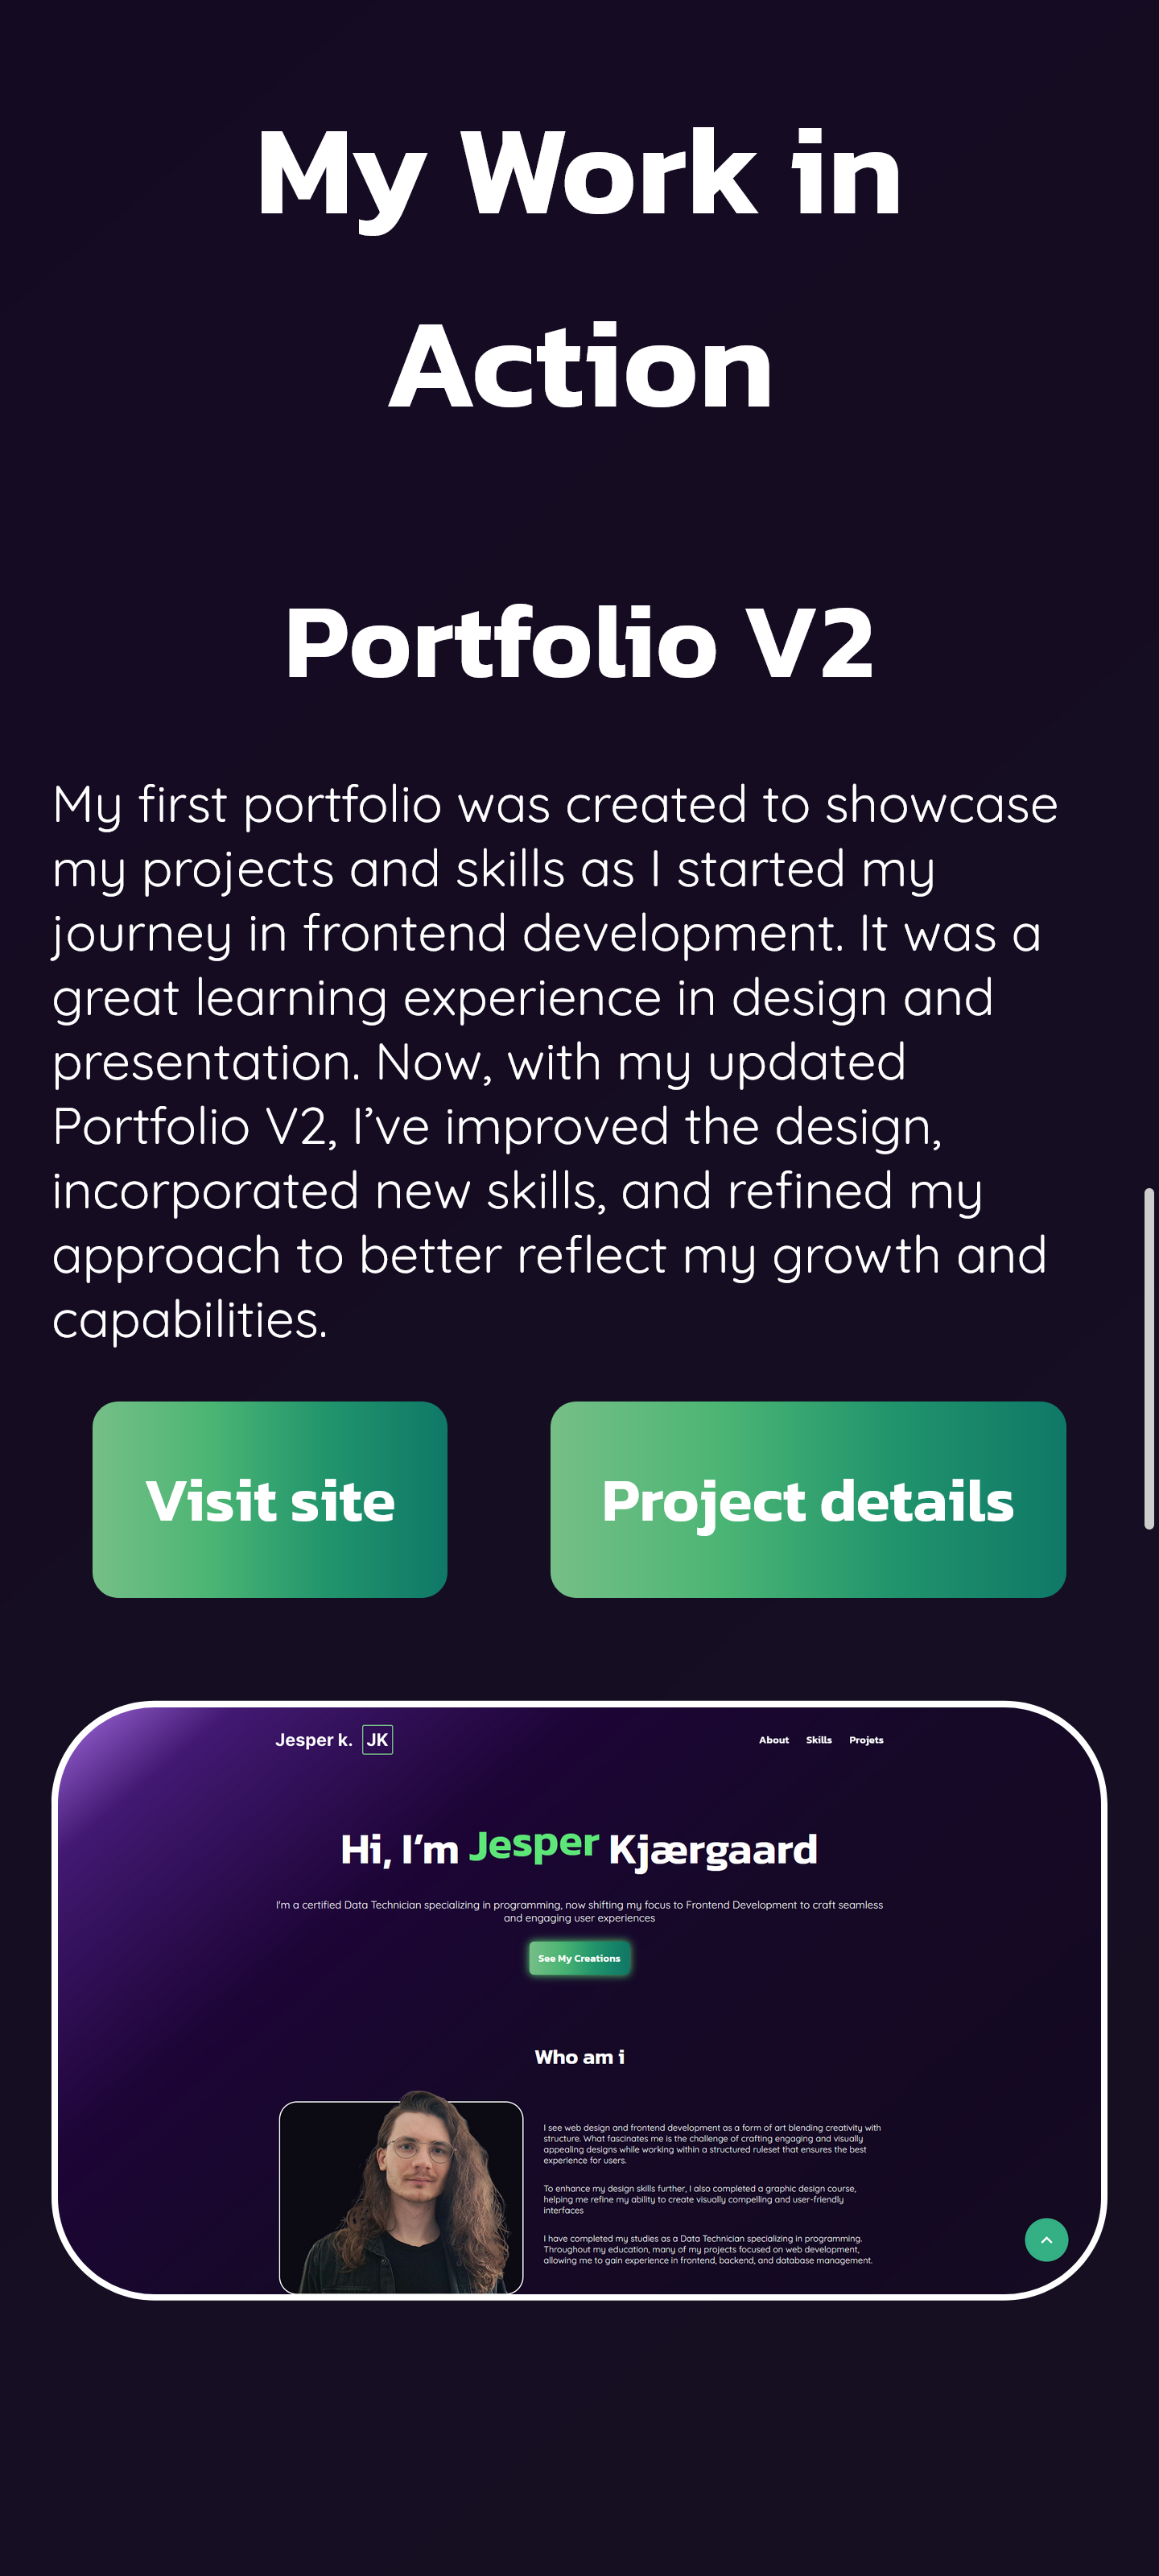 My Work in
Action
Portfolio V2
My first portfolio was created to showcase
my projects and skills as I started my
journey in frontend development. It was a
great learning experience in design and
presentation. Now, with my updated
Portfolio V2, I’ve improved the design,
incorporated new skills, and refined my
approach to better reflect my growth and
capabilities.
Visit site
Project details
Jesper k. JK
About Skills Projets
Hi, I’m Jesper Kjærgaard
I’m a certified Data Technician specializing in programming, now shifting my focus to Frontend Development to craft seamless
and engaging user experiences
See My Creations
Who am i
I see web design and frontend development as a form of art blending creativity with
structure. What fascinates me is the challenge of crafting engaging and visually
appealing designs while working within a structured ruleset that ensures the best
experience for users.
To enhance my design skills further, I also completed a graphic design course,
helping me refine my ability to create visually compelling and user-friendly
interfaces
I have completed my studies as a Data Technician specializing in programming.
Throughout my education, many of my projects focused on web development,
allowing me to gain experience in frontend, backend, and database management.